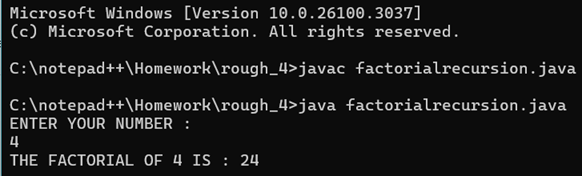 Microsoft Windows [Version 10.0.26100.3037]
(c) Microsoft Corporation. All rights reserved.
C:\notepad++\Homework\rough_4>javac factorialrecursion.java
C:\notepad++\Homework\rough_4>java factorialrecursion.java
ENTER YOUR NUMBER :
4
THE FACTORIAL OF 4 IS : 24